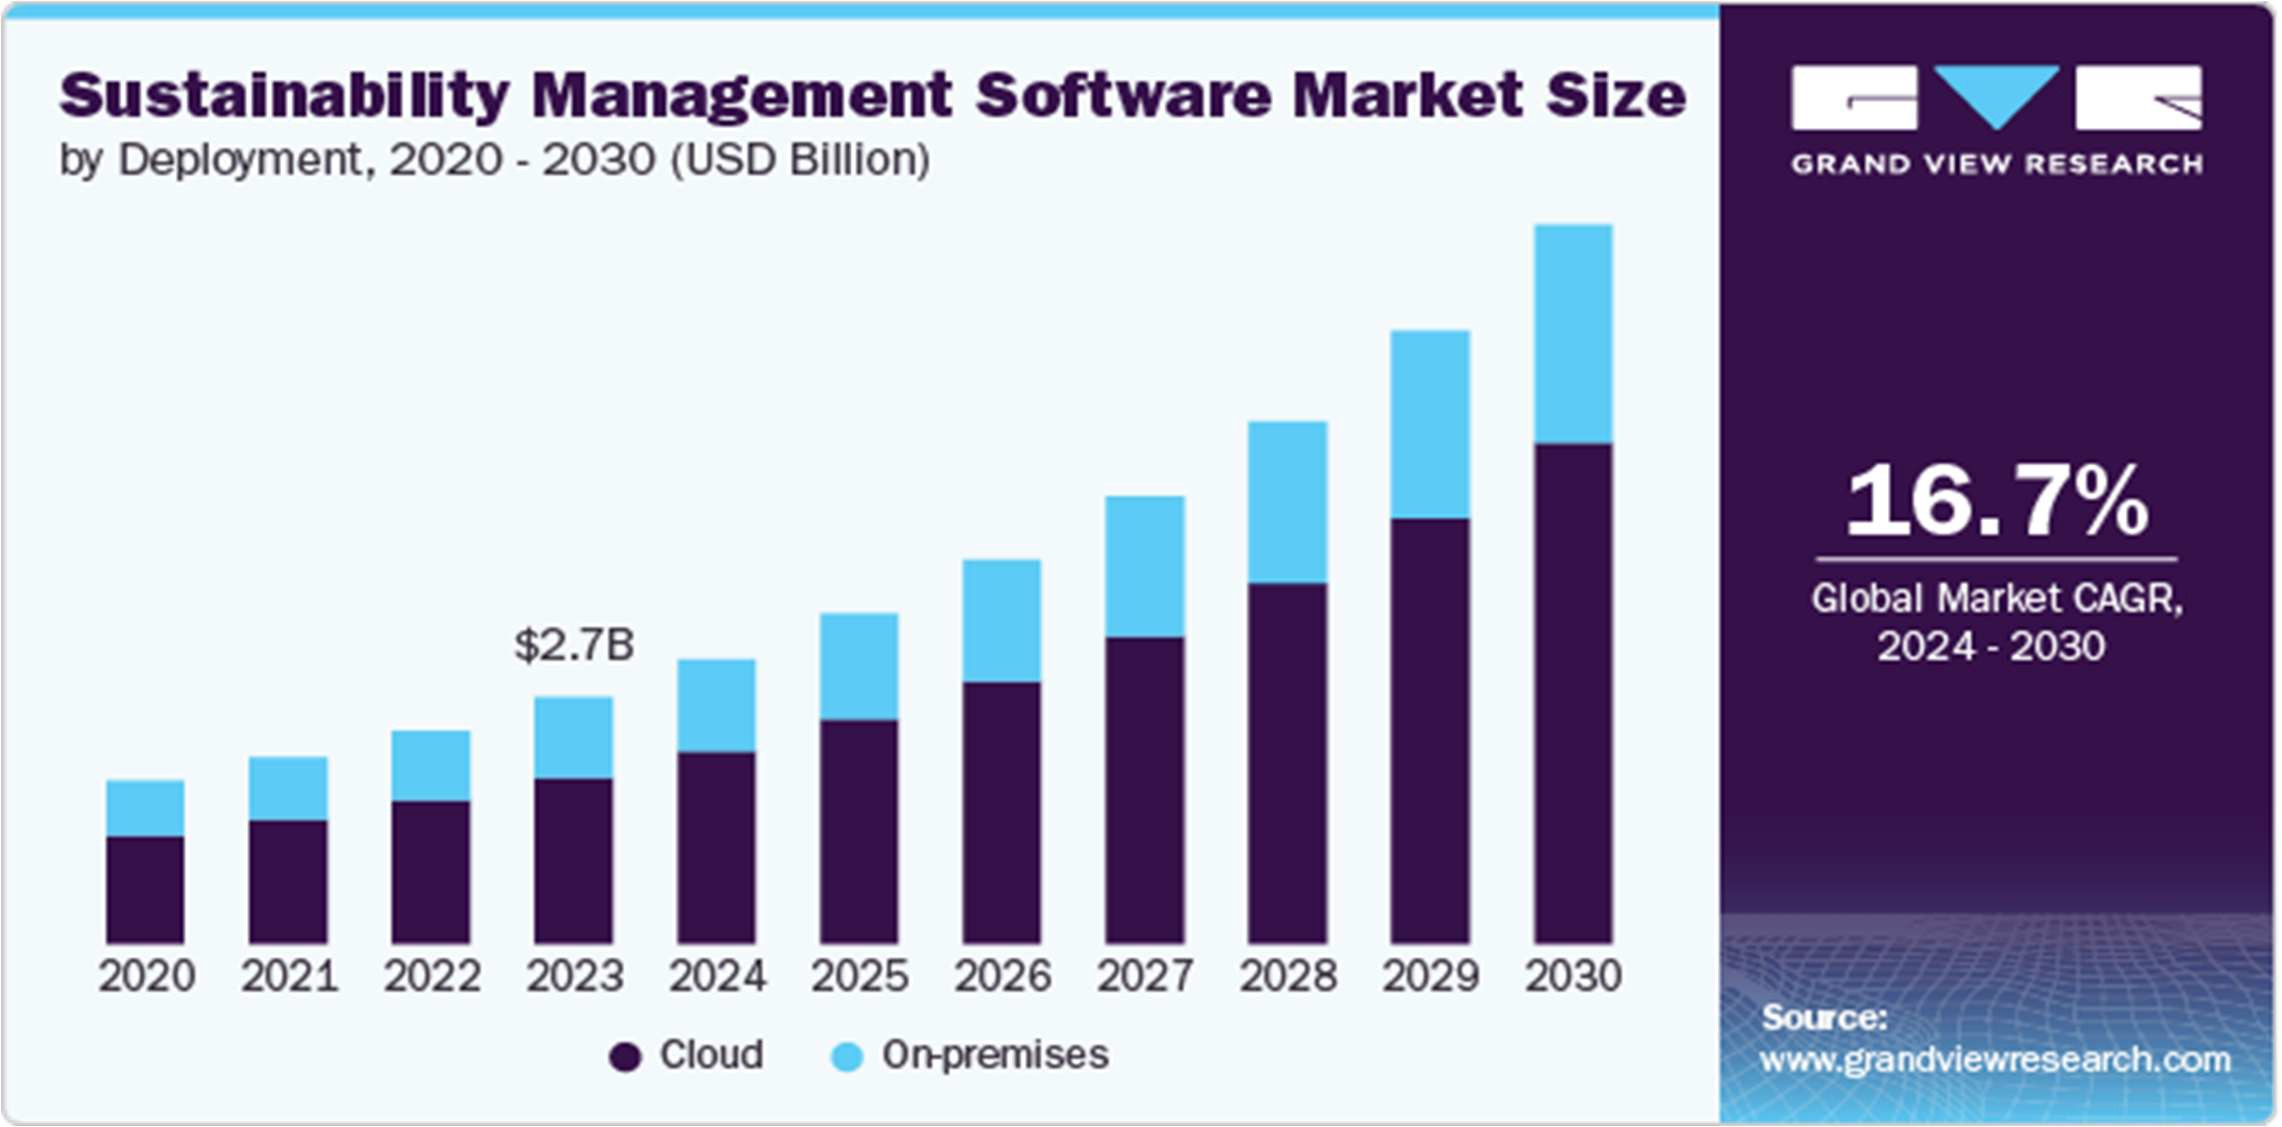 Sustainability Management Software Market Size
by Deployment, 2020 - 2030 (USD Billion)
$2.7B
2020 2021 2022 2023 2024 2025 2026 2027 2028 2029 2030
Cloud On-premises
GRAND VIEW RESEARCH
16.7%
Global Market CAGR,
2024 - 2030
Source:
www.grandviewresearch.com